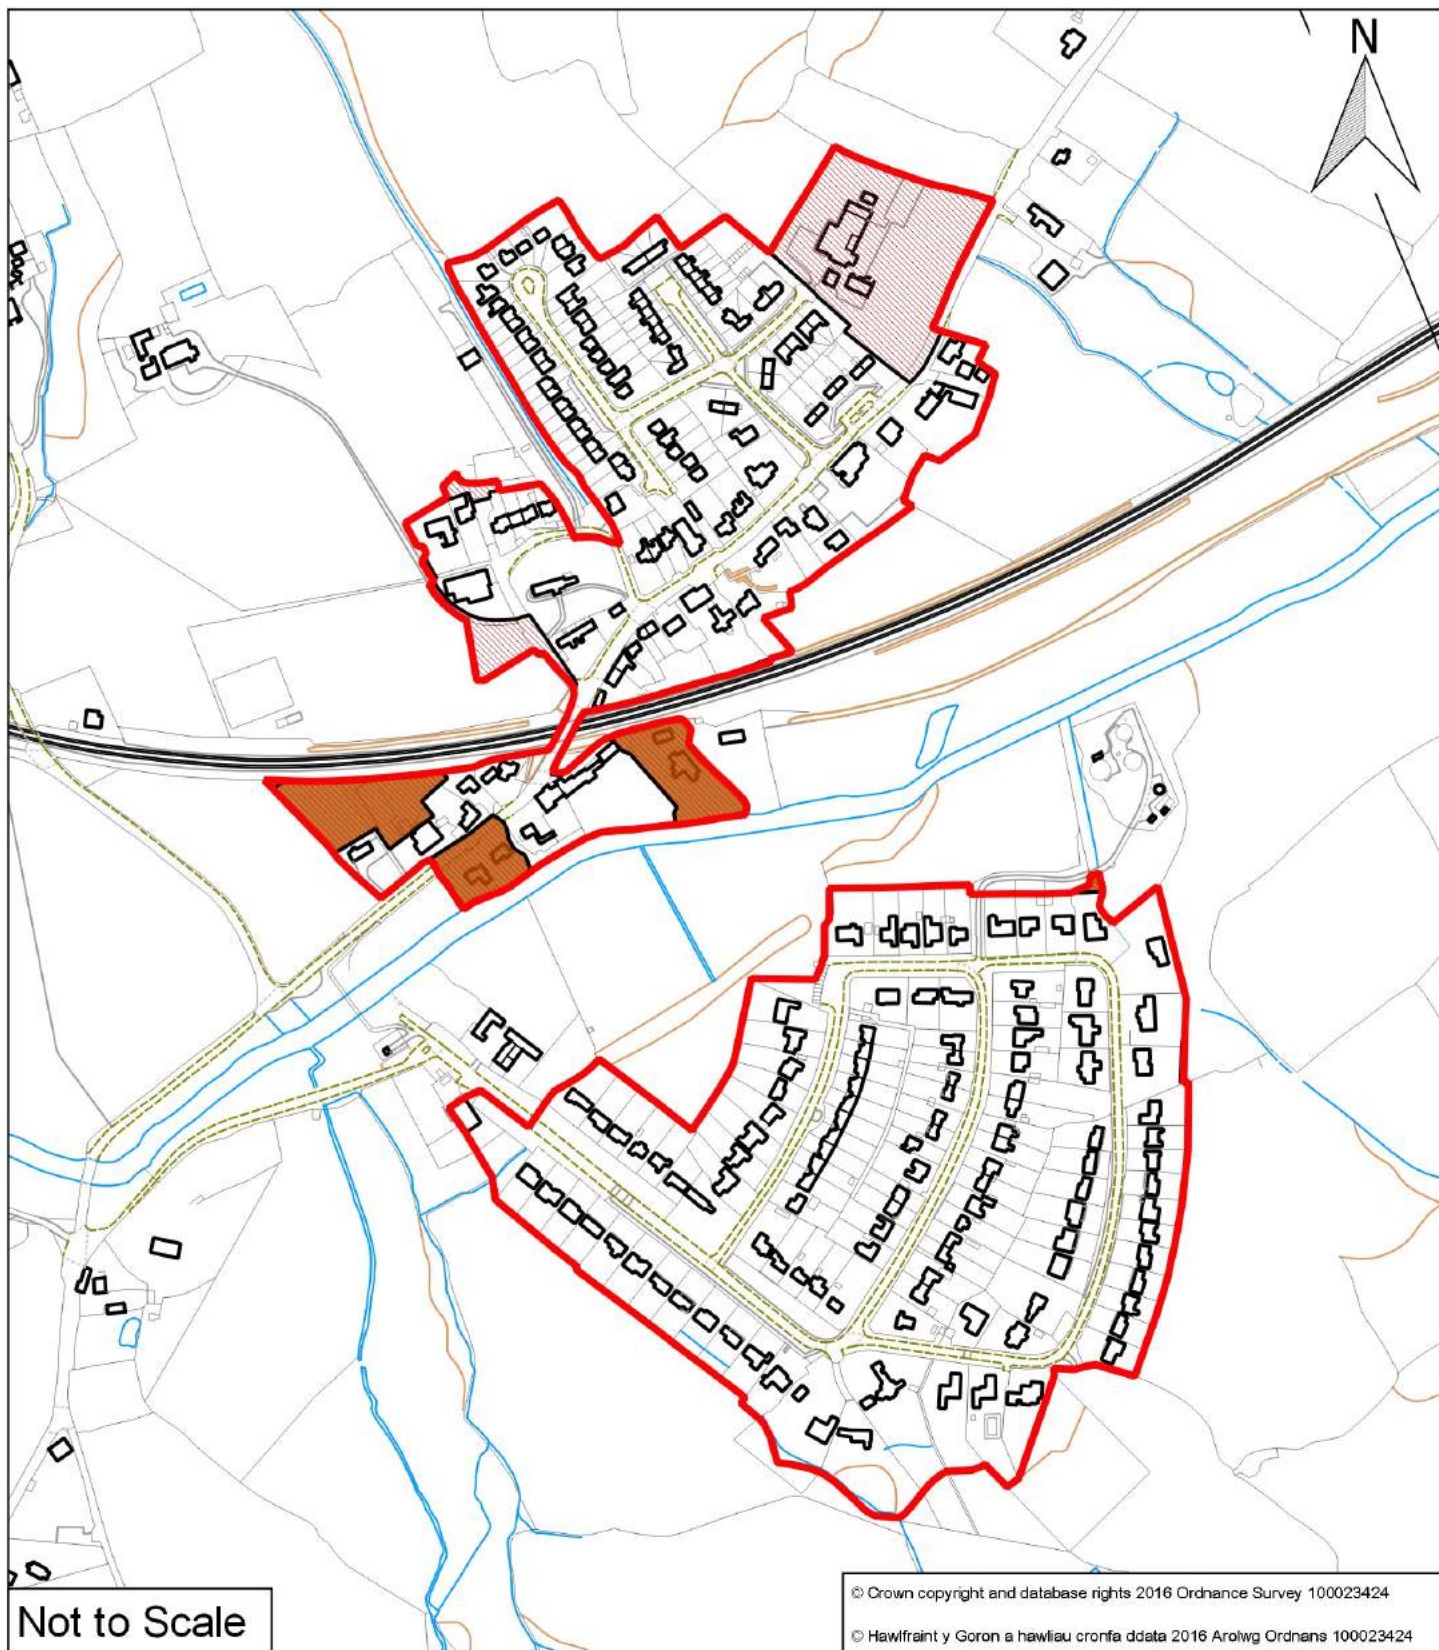 N
Not to Scale
© Crown copyright and database rights 2016 Ordnance Survey 100023424
© Hawlfraint y Goron a hawliau cronfa ddata 2016 Arolwg Ordnans 100023424